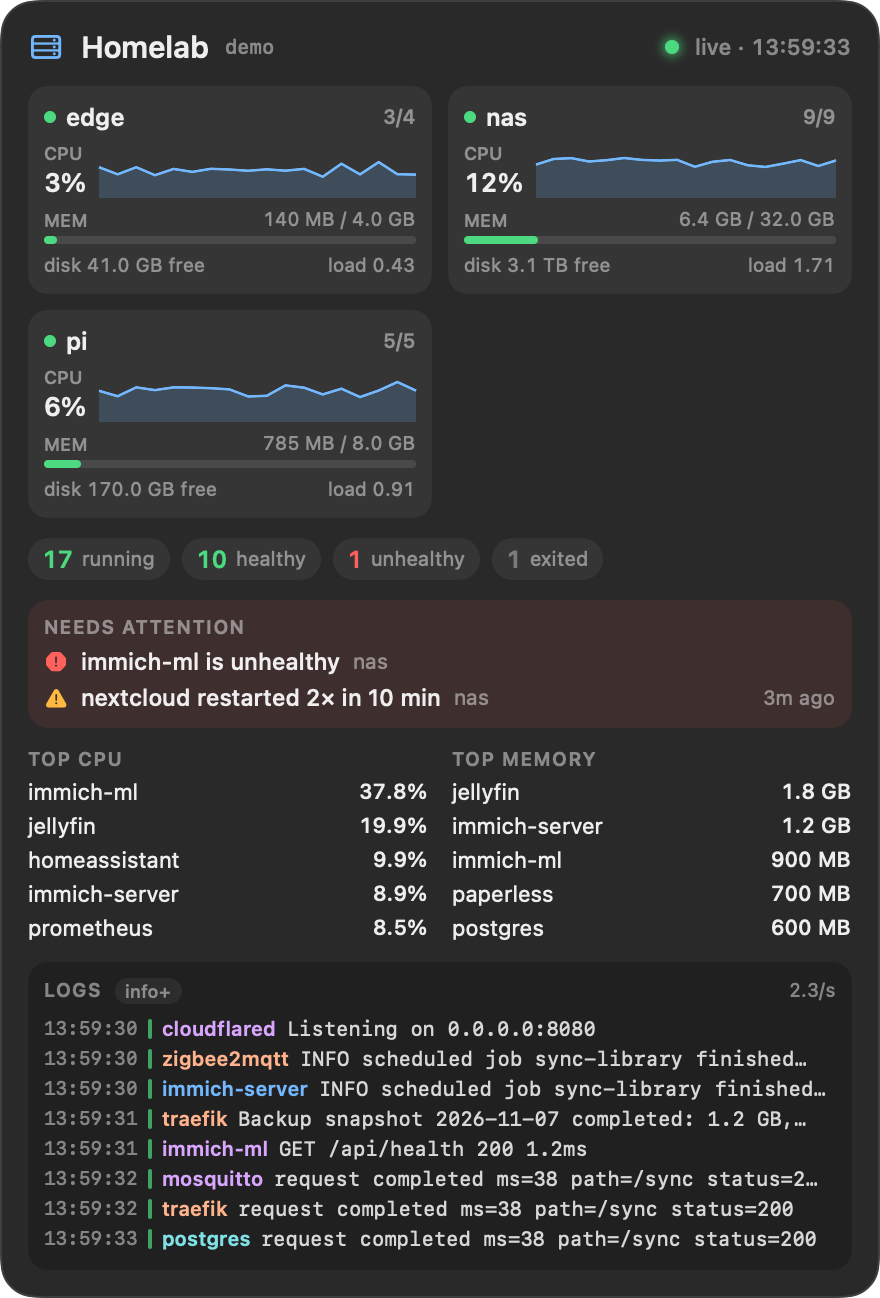 Homelab demo live · 13:59:33
edge 3/4
CPU
3%
MEM 140 MB / 4.0 GB
disk 41.0 GB free load 0.43
nas 9/9
CPU
12%
MEM 6.4 GB / 32.0 GB
disk 3.1 TB free load 1.71
pi 5/5
CPU
6%
MEM 785 MB / 8.0 GB
disk 170.0 GB free load 0.91
17 running 10 healthy 1 unhealthy 1 exited
NEEDS ATTENTION
immich-ml is unhealthy nas
nextcloud restarted 2× in 10 min nas 3m ago
TOP CPU
immich-ml 37.8%
jellyfin 19.9%
homeassistant 9.9%
immich-server 8.9%
prometheus 8.5%
TOP MEMORY
jellyfin 1.8 GB
immich-server 1.2 GB
immich-ml 900 MB
paperless 700 MB
postgres 600 MB
LOGS info+ 2.3/s
13:59:30 cloudflared Listening on 0.0.0.0:8080
13:59:30 zigbee2mqtt INFO scheduled job sync-library finished…
13:59:30 immich-server INFO scheduled job sync-library finished…
13:59:31 traefik Backup snapshot 2026-11-07 completed: 1.2 GB,…
13:59:31 immich-ml GET /api/health 200 1.2ms
13:59:32 mosquitto request completed ms=38 path=/sync status=2…
13:59:32 traefik request completed ms=38 path=/sync status=200
13:59:33 postgres request completed ms=38 path=/sync status=200